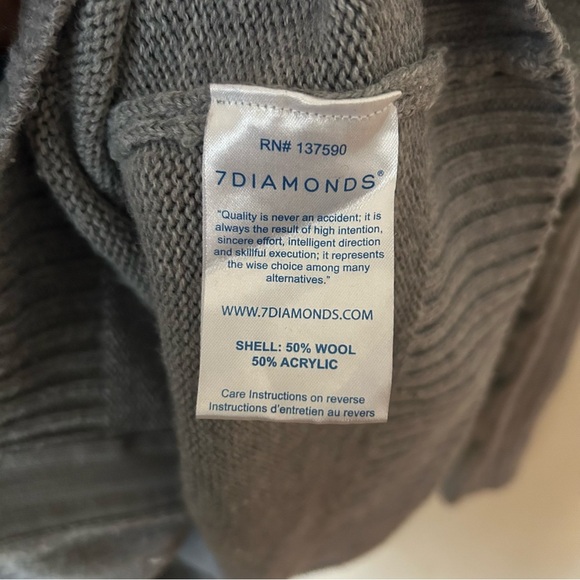 RN# 137590
7DIAMONDS®
"Quality is never an accident; it is
always the result of high intention,
sincere effort, intelligent direction
and skillful execution; it represents
the wise choice among many
alternatives."
WWW.7DIAMONDS.COM
SHELL: 50% WOOL
50% ACRYLIC
Care Instructions on reverse
Instructions d'entretien au revers